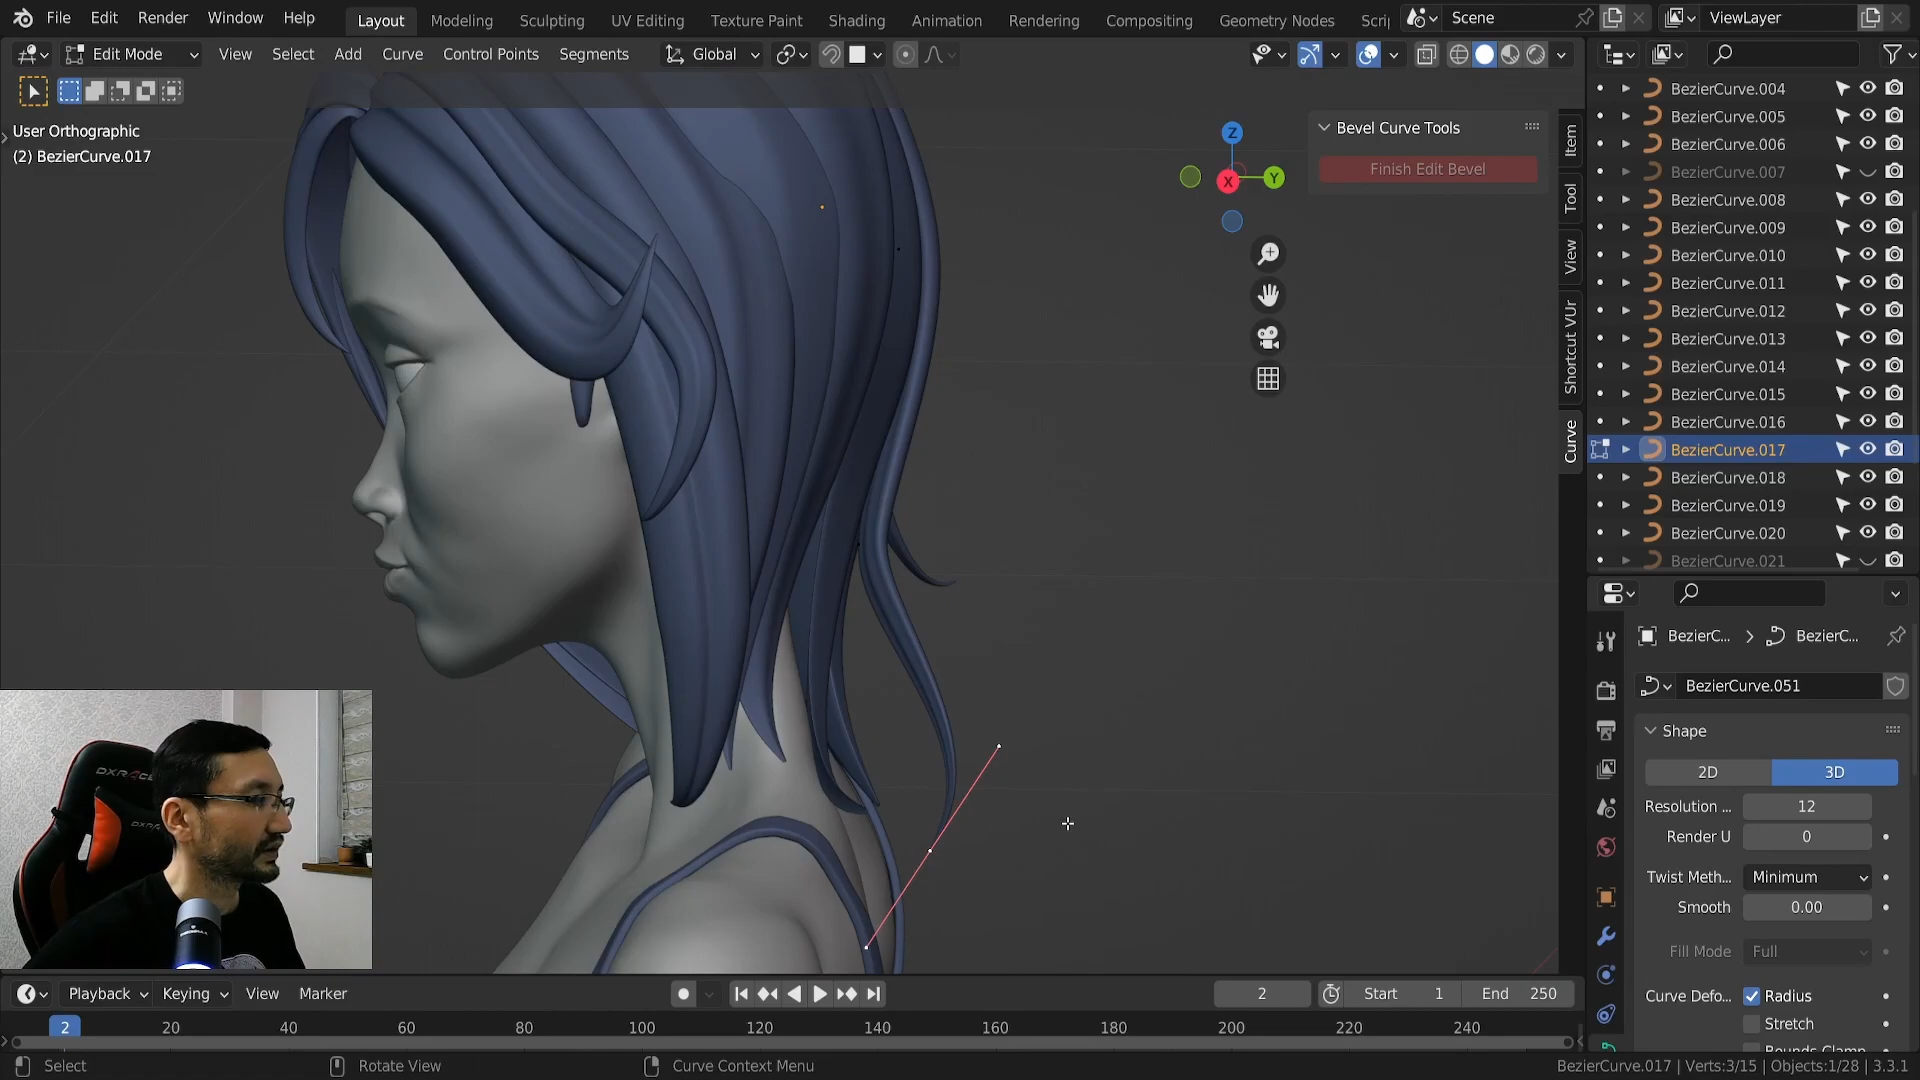 File Edit Render Window Help Layout Modeling Sculpting UV Editing Texture Paint Shading Animation Rendering Compositing Geometry Nodes Scrip Scene ViewLayer
Edit Mode View Select Add Curve Control Points Segments Global
User Orthographic
(2) BezierCurve.017
Bevel Curve Tools
Finish Edit Bevel
Z
X
Y
Item
Tool
View
Shortcut VUr
Curve
BezierCurve.004
BezierCurve.005
BezierCurve.006
BezierCurve.007
BezierCurve.008
BezierCurve.009
BezierCurve.010
BezierCurve.011
BezierCurve.012
BezierCurve.013
BezierCurve.014
BezierCurve.015
BezierCurve.016
BezierCurve.017
BezierCurve.018
BezierCurve.019
BezierCurve.020
BezierCurve.021
BezierC... BezierC...
BezierCurve.051
Shape
2D 3D
Resolution ... 12
Render U 0
Twist Meth... Minimum
Smooth 0.00
Fill Mode Full
Curve Defo... Radius
Stretch
Bounds Clamp
DXRACE
Playback Keying View Marker 2 Start 1 End 250
2 20 40 60 80 100 120 140 160 180 200 220 240
Select Rotate View Curve Context Menu BezierCurve.017 | Verts:3/15 | Objects:1/28 | 3.3.1